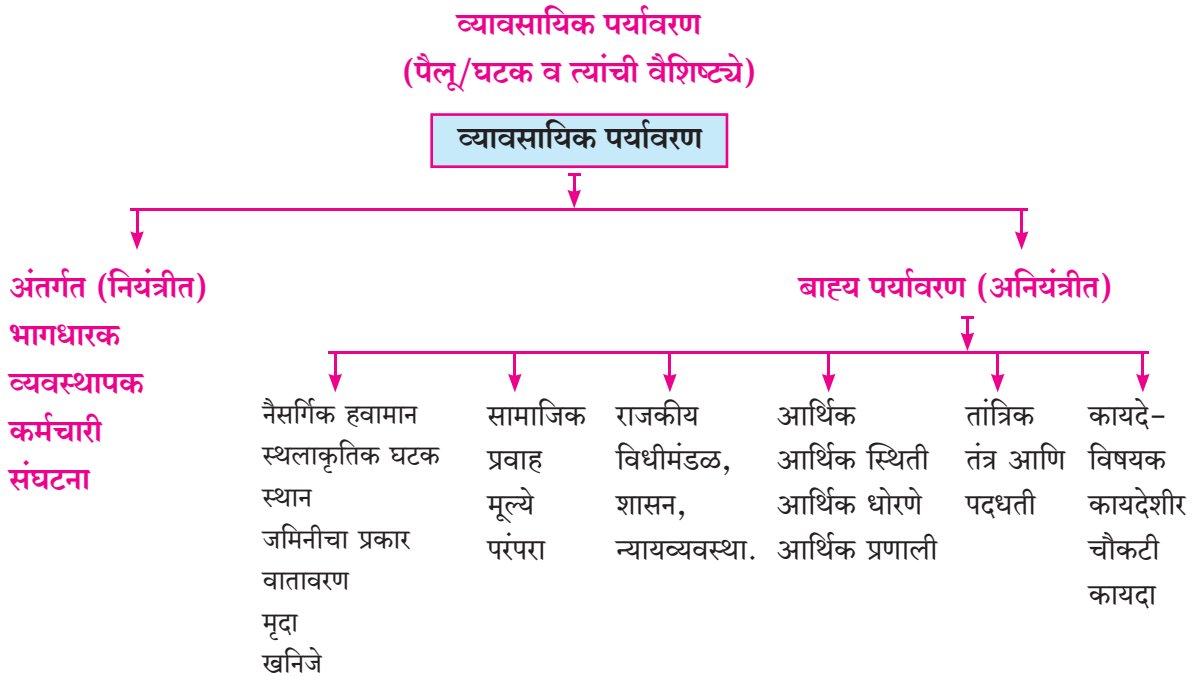 व्यावसायिक पर्यावरण
(पैलू/घटक व त्यांची वैशिष्ट्ये)
व्यावसायिक पर्यावरण
अंतर्गत (नियंत्रीत)
भागधारक
व्यवस्थापक
कर्मचारी
संघटना
बाह्य पर्यावरण (अनियंत्रीत)
नैसर्गिक हवामान
स्थलाकृतिक घटक
स्थान
जमिनीचा प्रकार
वातावरण
मृदा
खनिजे
सामाजिक
प्रवाह
मूल्ये
परंपरा
राजकीय
विधीमंडळ,
शासन,
न्यायव्यवस्था.
आर्थिक
आर्थिक स्थिती
आर्थिक धोरणे
आर्थिक प्रणाली
तांत्रिक
तंत्र आणि
पदधती
कायदे-
विषयक
कायदेशीर
चौकटी
कायदा